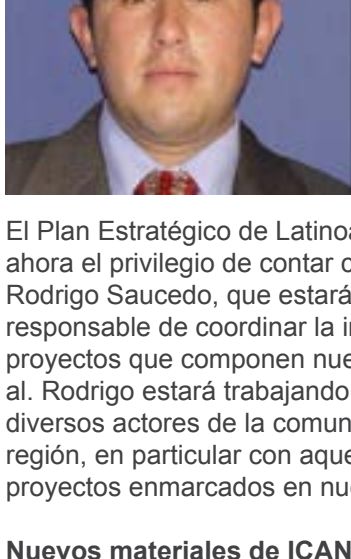 El Plan Estratégico de
ahora el privilegio de contar
Rodrigo Saucedo, que estará
responsable de coordinar la
proyectos que componen
al. Rodrigo estará trabajando
diversos actores de la
región, en particular con
proyectos enmarcados en
Nuevos materiales de